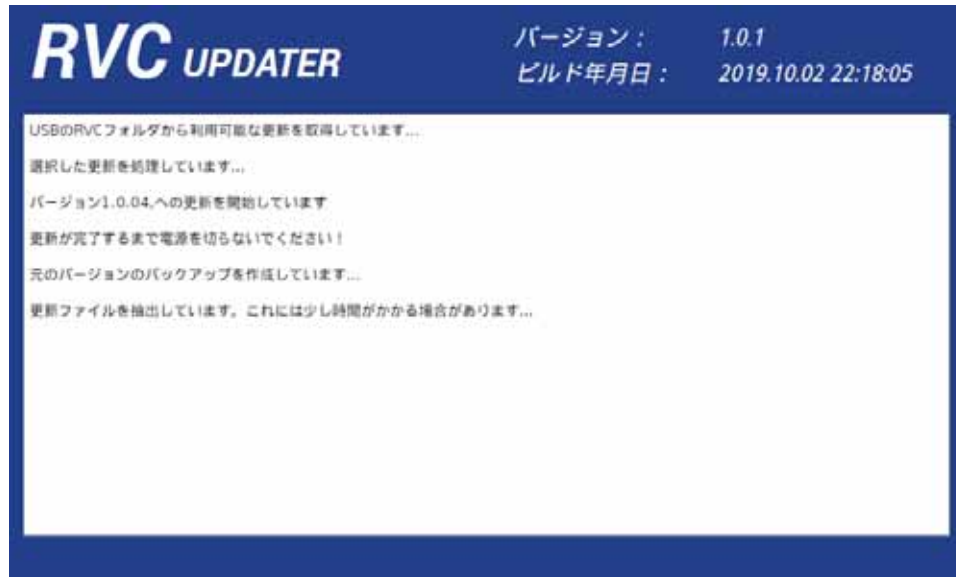 RVC UPDATER
バージョン： 1.0.1
ビルド年月日： 2019.10.02 22:18:05
USBのRVCフォルダから利用可能な更新を取得しています...
選択した更新を処理しています...
バージョン1.0.04.への更新を開始しています
更新が完了するまで電源を切らないでください！
元のバージョンのバックアップを作成しています...
更新ファイルを抽出しています。これには少し時間がかかる場合があります...